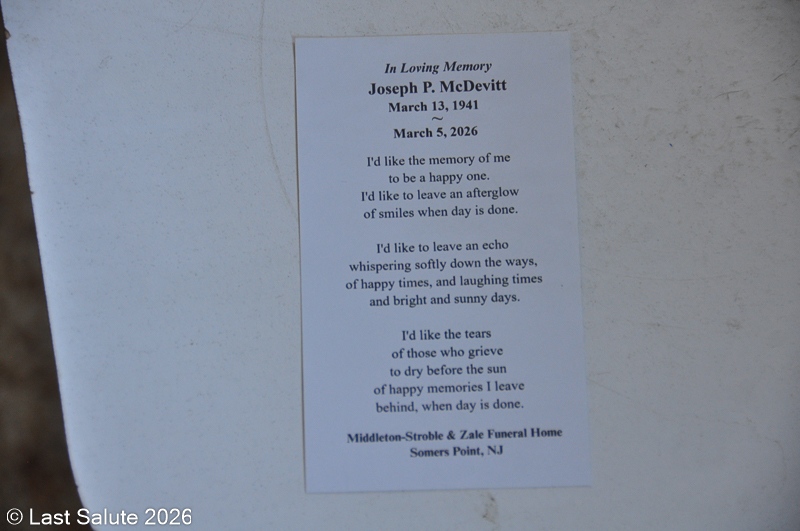 In Loving Memory
Joseph P. McDevitt
March 13, 1941
~
March 5, 2026
I'd like the memory of me
to be a happy one.
I'd like to leave an afterglow
of smiles when day is done.
I'd like to leave an echo
whispering softly down the ways,
of happy times, and laughing times
and bright and sunny days.
I'd like the tears
of those who grieve
to dry before the sun
of happy memories I leave
behind, when day is done.
Middleton-Stroble & Zale Funeral Home
Somers Point, NJ
© Last Salute 2026